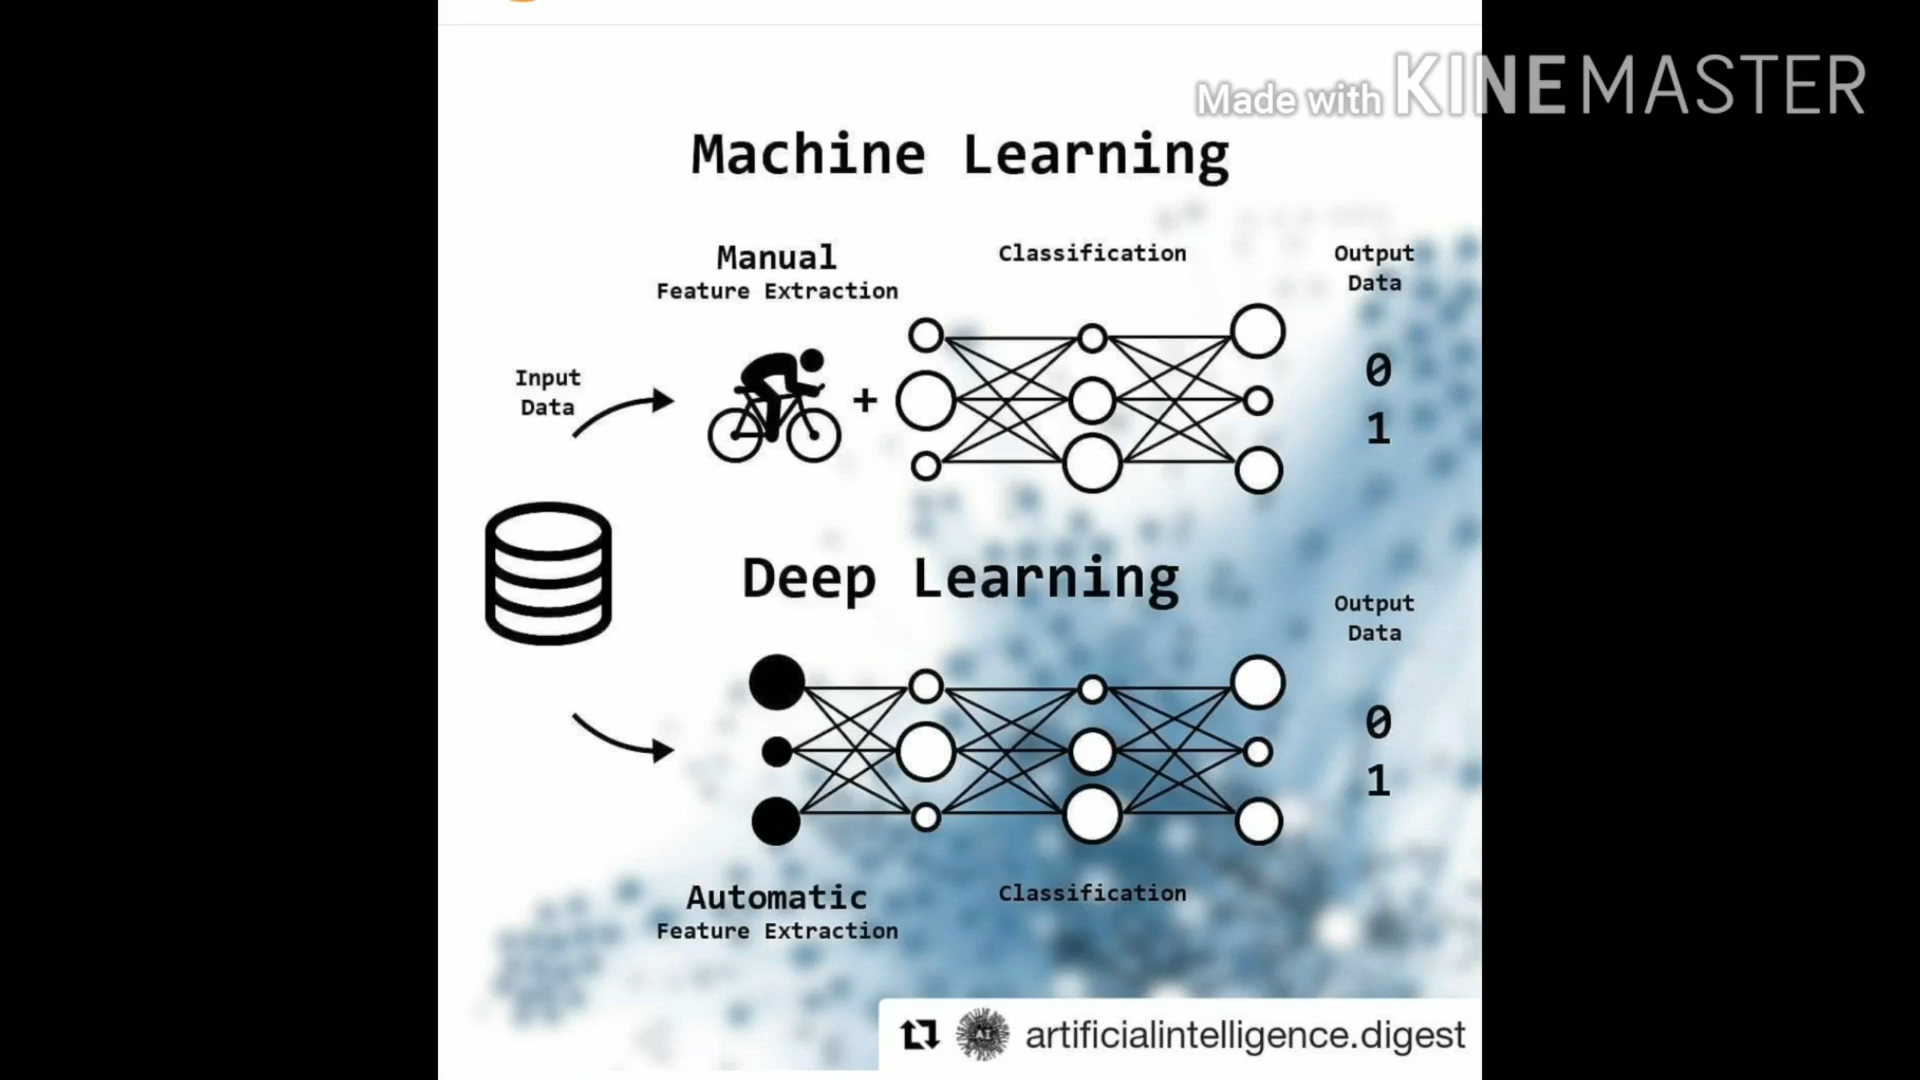 Made with KINEMASTER
Machine Learning
Manual
Feature Extraction
Classification
Output
Data
Input
Data
+
0
1
Deep Learning
Output
Data
0
1
Automatic
Feature Extraction
Classification
AI
artificialintelligence.digest